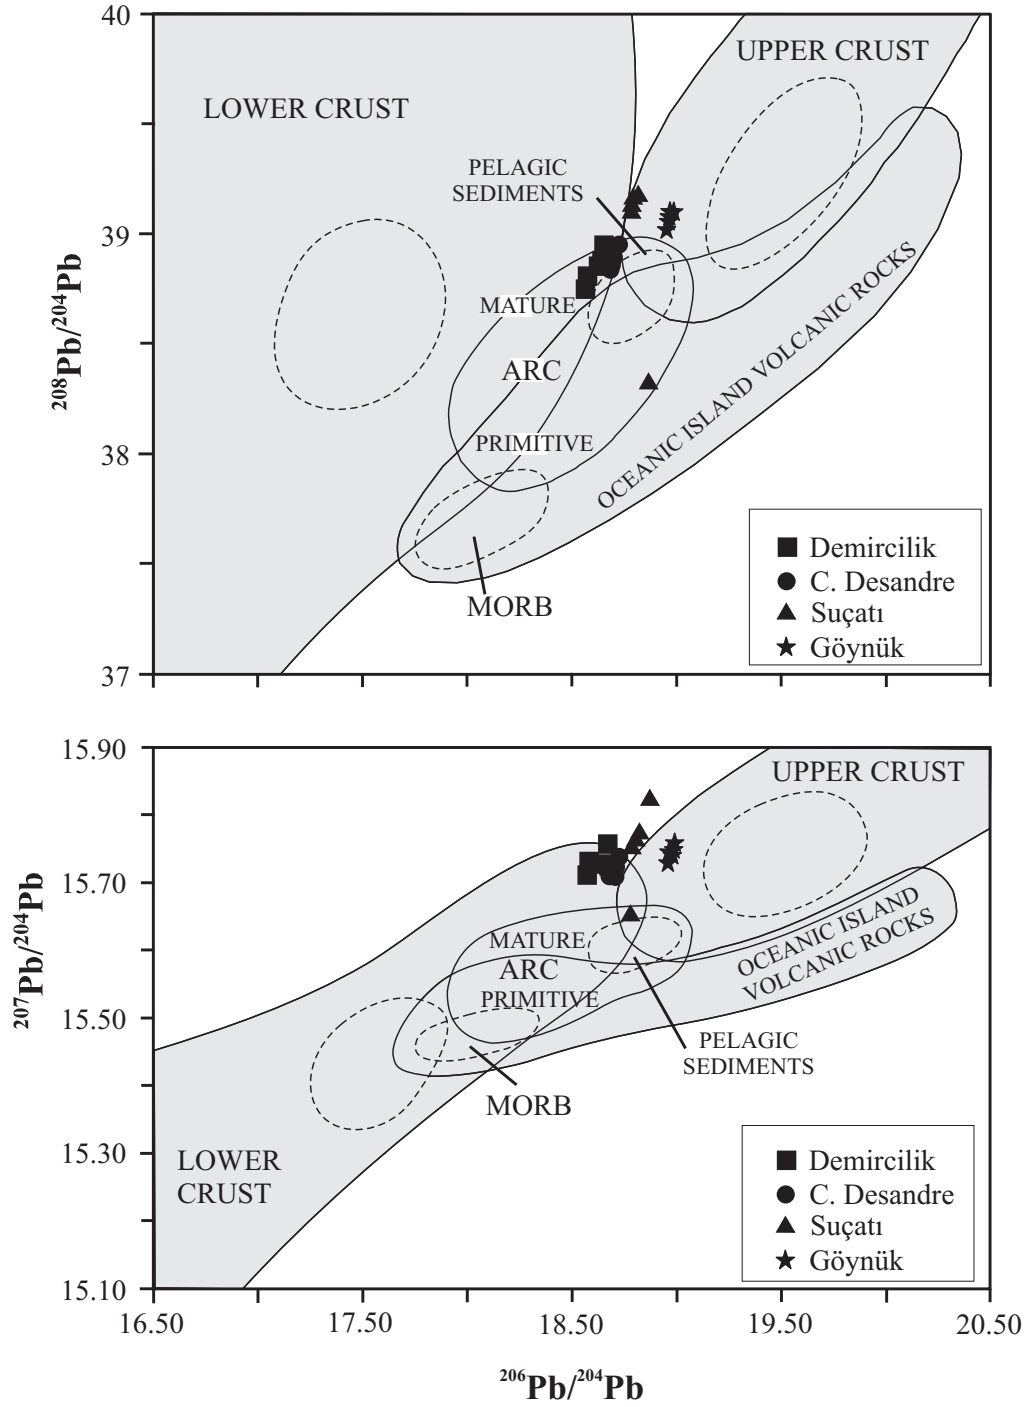 40
39
38
37
²⁰⁸Pb/²⁰⁴Pb
UPPER CRUST
LOWER CRUST
PELAGIC
SEDIMENTS
MATURE
ARC
PRIMITIVE
OCEANIC ISLAND VOLCANIC ROCKS
MORB
Demircilik
C. Desandre
Suçatı
Göynük
15.90
15.70
15.50
15.30
15.10
²⁰⁷Pb/²⁰⁴Pb
UPPER CRUST
MATURE
ARC
PRIMITIVE
OCEANIC ISLAND
VOLCANIC ROCKS
PELAGIC
SEDIMENTS
MORB
LOWER
CRUST
Demircilik
C. Desandre
Suçatı
Göynük
16.50 17.50 18.50 19.50 20.50
²⁰⁶Pb/²⁰⁴Pb